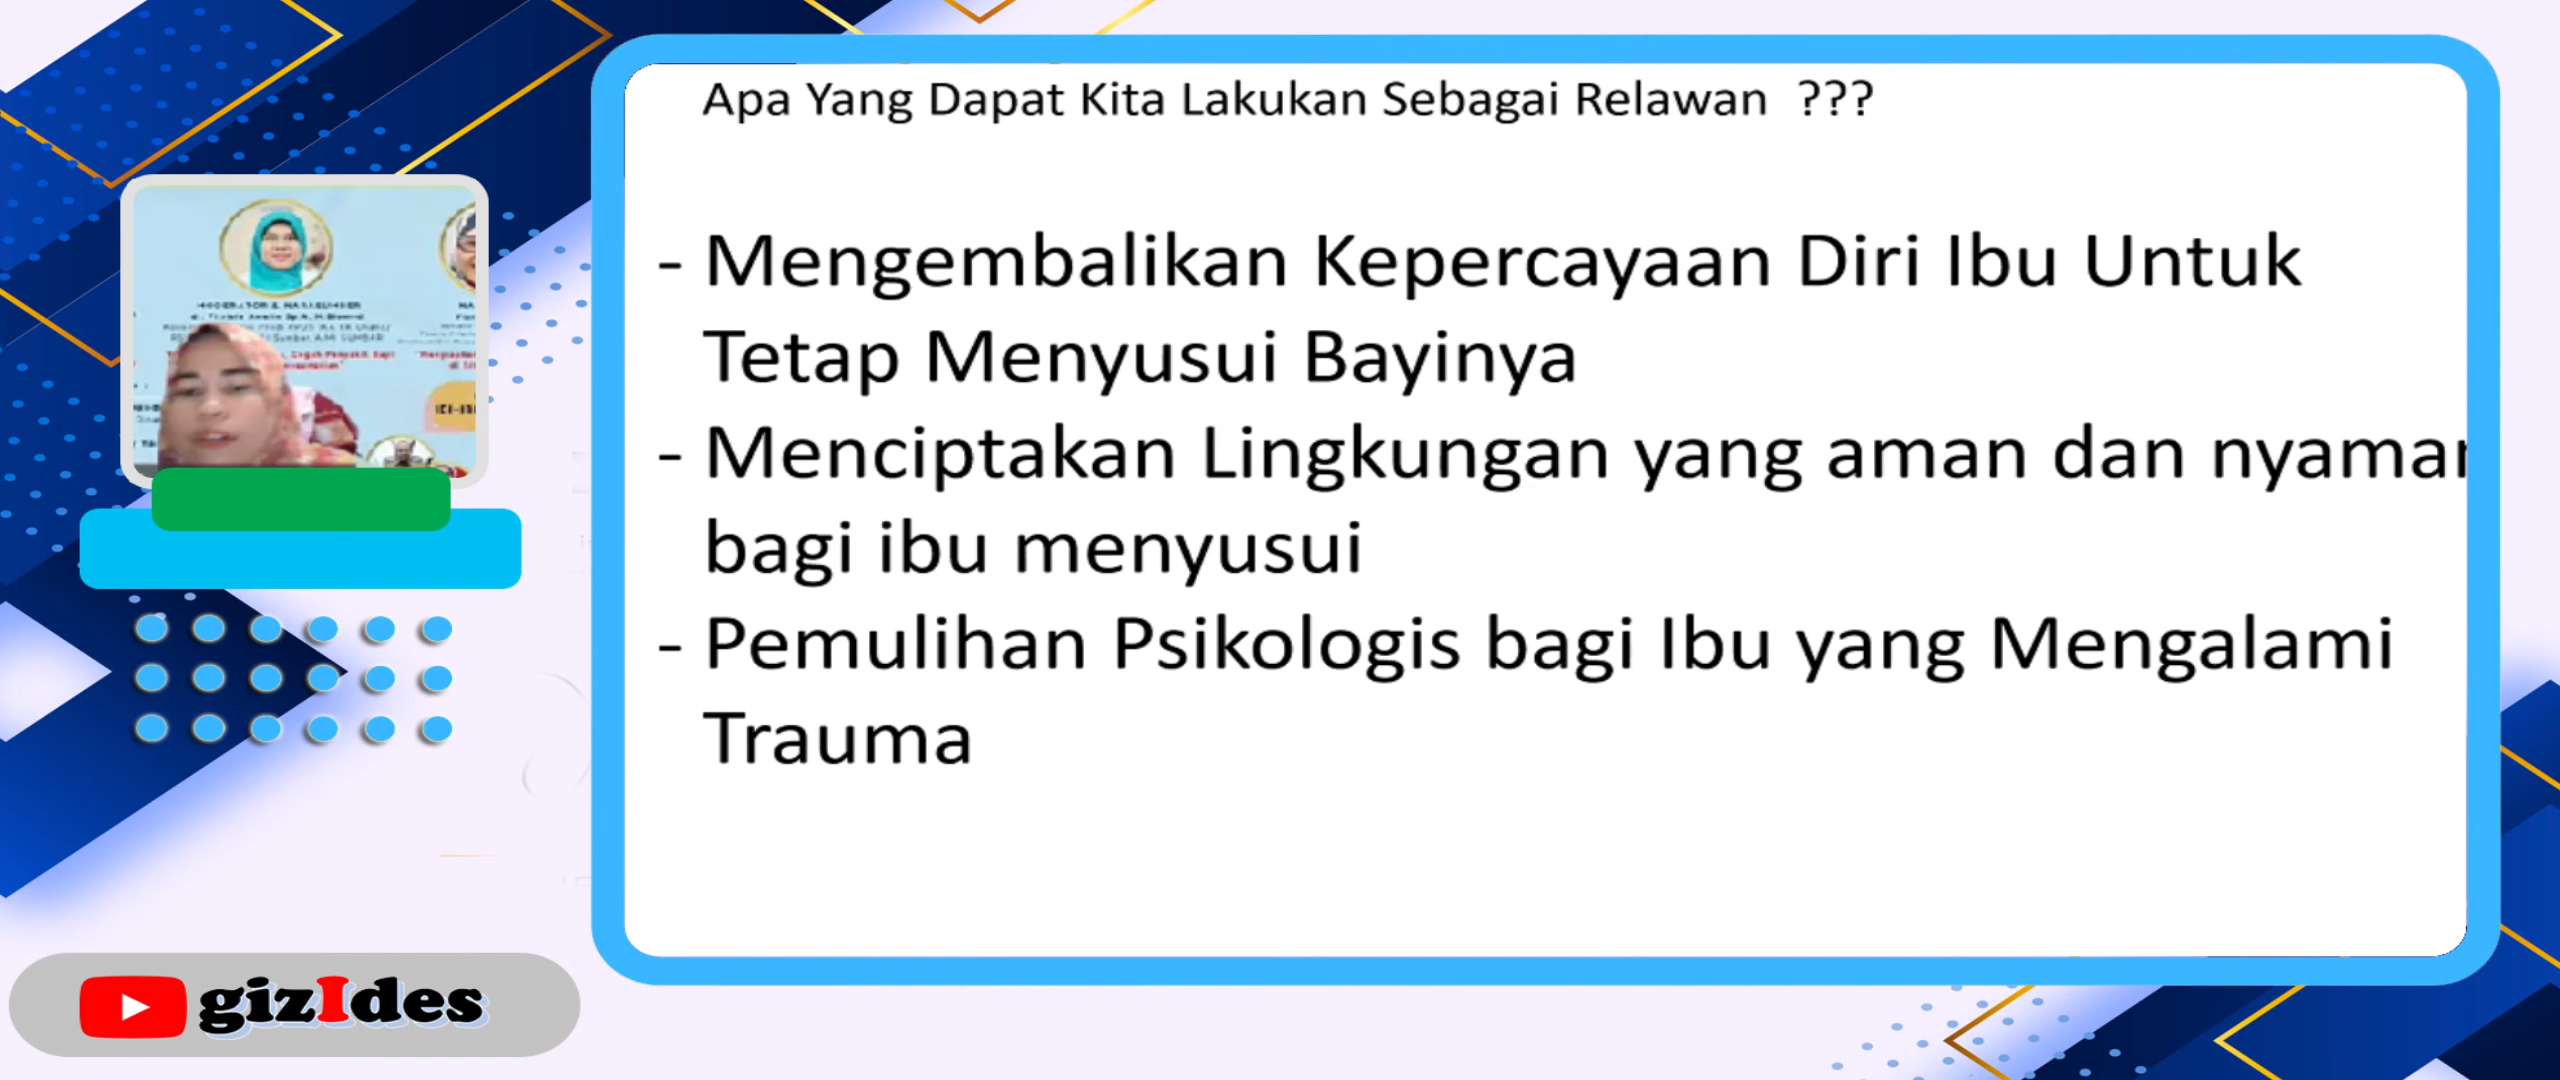 Apa Yang Dapat Kita Lakukan Sebagai Relawan ???
- Mengembalikan Kepercayaan Diri Ibu Untuk
Tetap Menyusui Bayinya
- Menciptakan Lingkungan yang aman dan nyaman
bagi ibu menyusui
- Pemulihan Psikologis bagi Ibu yang Mengalami
Trauma
gizIdes